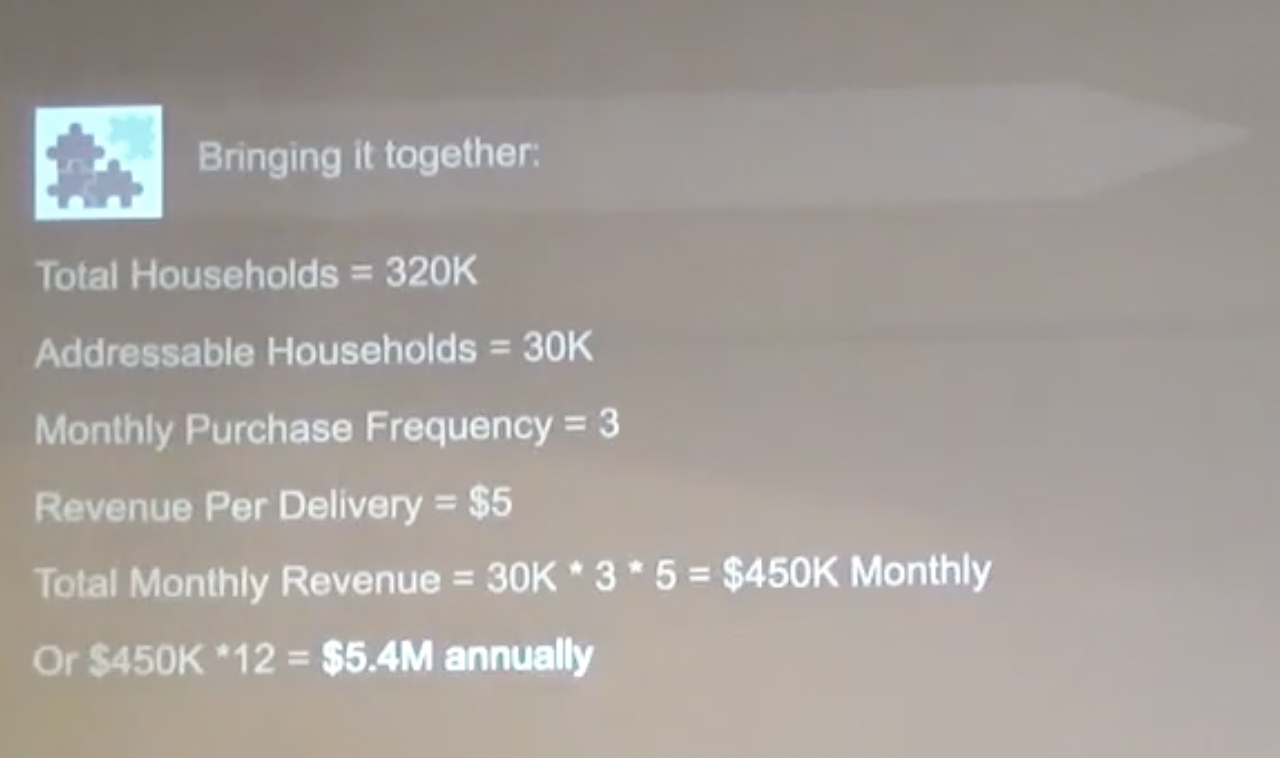 Bringing it together:
Total Households = 320K
Addressable Households = 30K
Monthly Purchase Frequency = 3
Revenue Per Delivery = $5
Total Monthly Revenue = 30K * 3 * 5 = $450K Monthly
Or $450K *12 = $5.4M annually